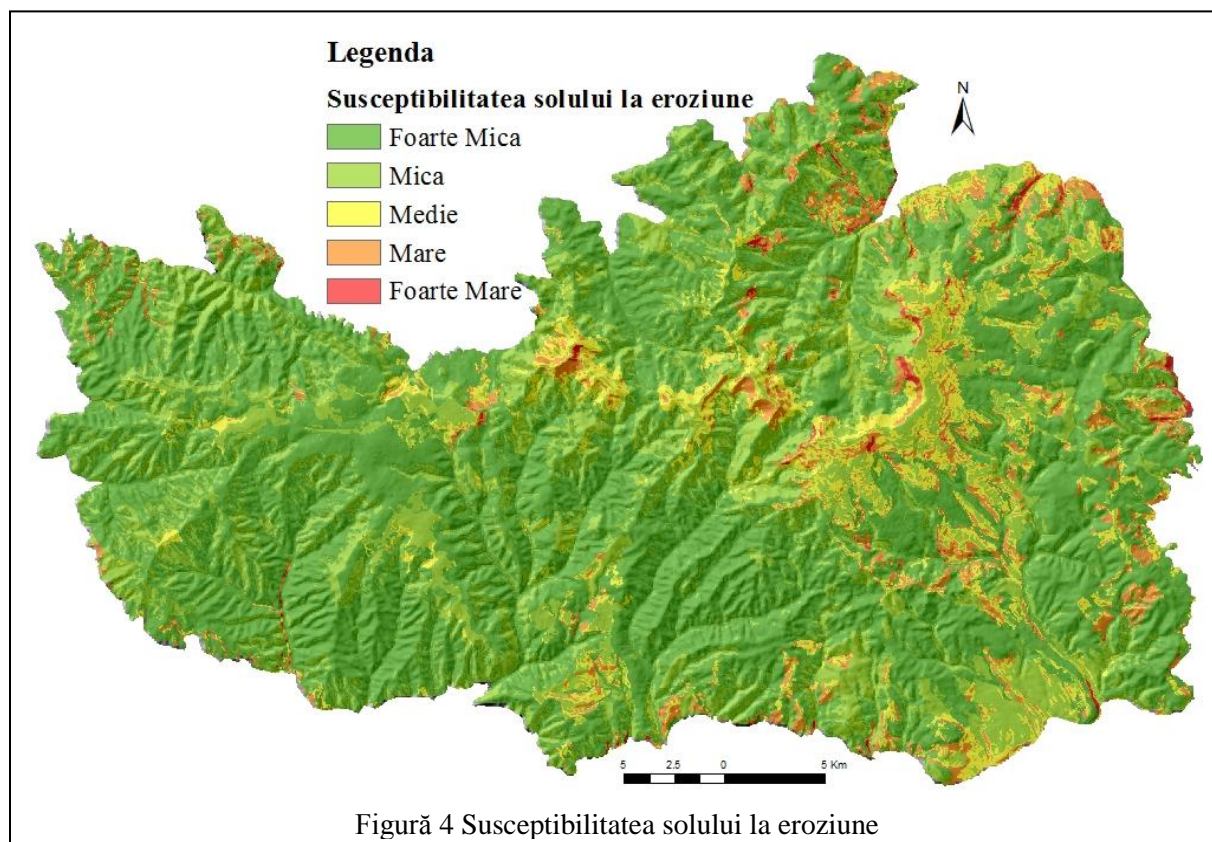 Legenda
Susceptibilitatea solului la eroziune
Foarte Mica
Mica
Medie
Mare
Foarte Mare
N
5 2.5 0 5 Km
Figură 4 Susceptibilitatea solului la eroziune